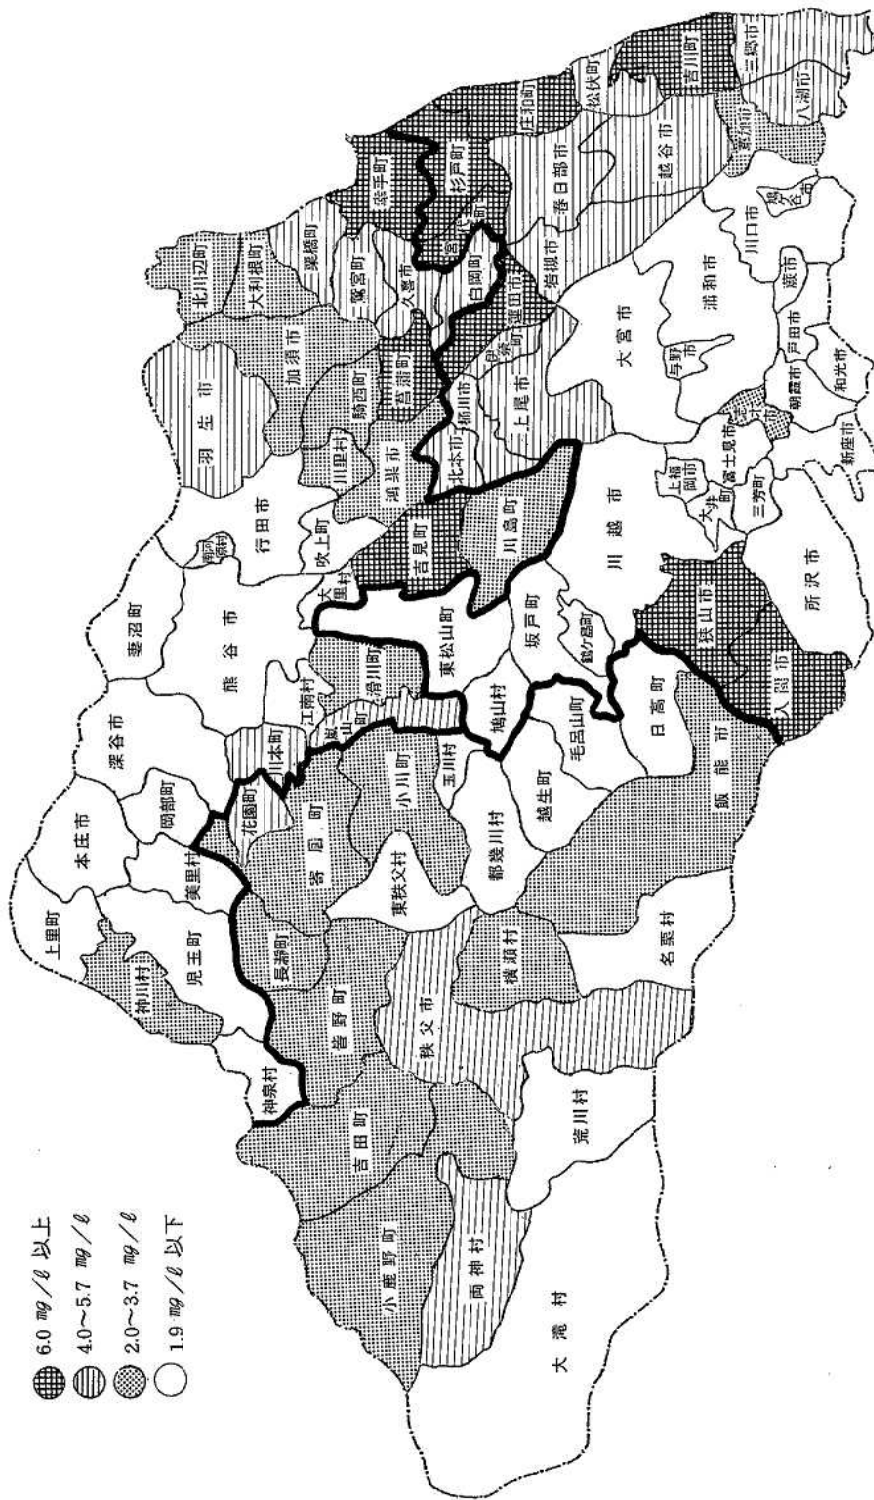 6.0 mg/ℓ 以上
4.0~5.7 mg/ℓ
2.0~3.7 mg/ℓ
1.9 mg/ℓ 以下
上里町
本庄市
深谷市
妻沼町
神川村
児玉町
美里村
岡部町
熊谷市
行田市
羽生市
北川辺町
大利根町
加須市
栗橋町
神泉村
長瀞町
花園町
川本町
江南村
大里村
吹上町
川里村
騎西町
鷲宮町
幸手町
久喜市
菖蒲町
鴻巣市
吉田町
皆野町
寄居町
嵐山町
滑川町
吉見町
北本市
桶川市
白岡町
杉戸町
小鹿野町
秩父市
東秩父村
小川町
玉川村
東松山町
川島町
上尾市
伊奈町
蓮田市
庄和町
両神村
横瀬村
都幾川村
鳩山村
坂戸町
岩槻市
春日部市
松伏町
大滝村
荒川村
名栗村
越生町
毛呂山町
鶴ケ島町
川越市
大宮市
越谷市
吉川町
飯能市
日高町
狭山市
入間市
所沢市
上福岡市
大井町
三芳町
富士見市
与野市
浦和市
川口市
草加市
八潮市
三郷市
新座市
朝霞市
和光市
戸田市
蕨市